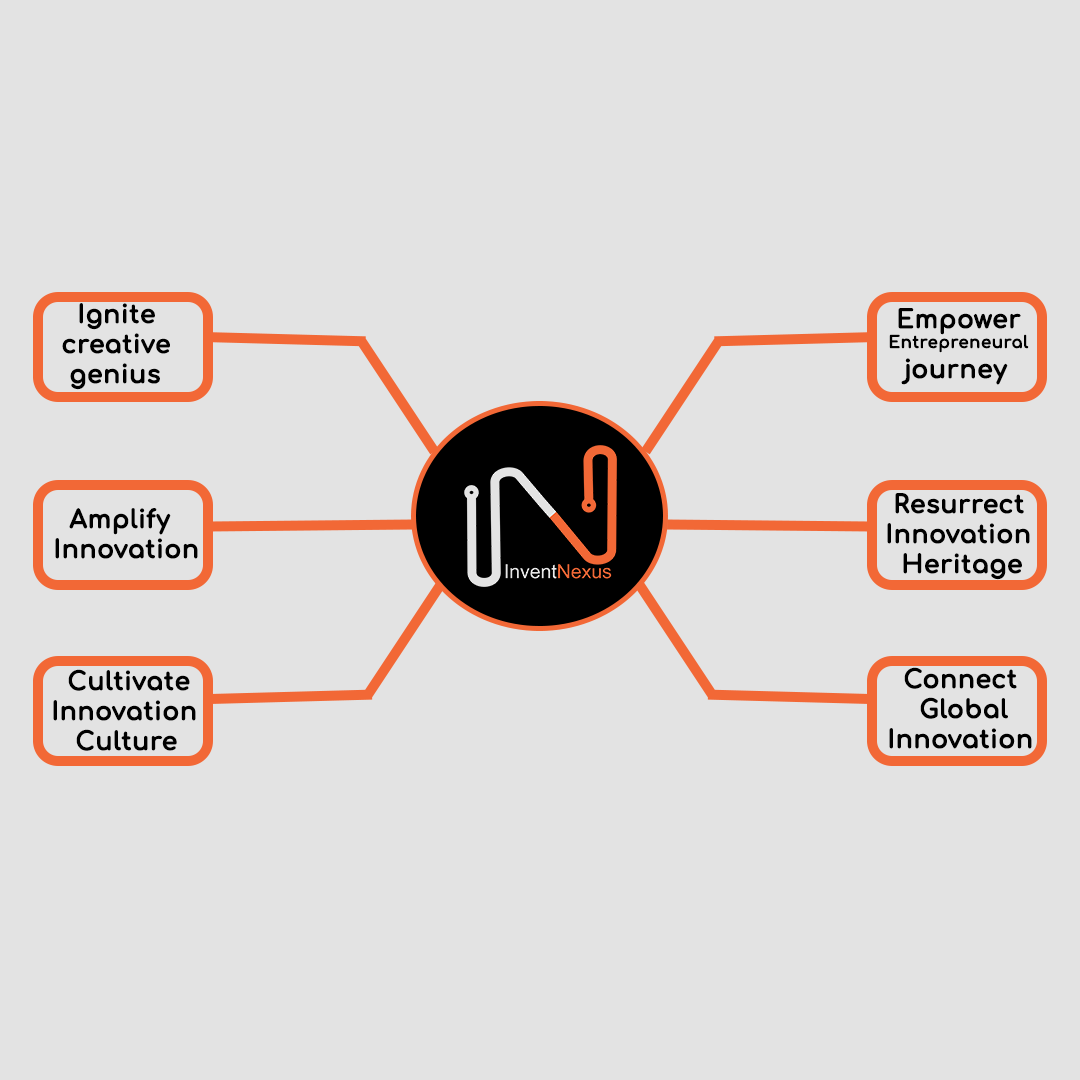 Ignite
creative
genius
Empower
Entrepreneural
journey
Amplify
Innovation
InventNexus
Resurrect
Innovation
Heritage
Cultivate
Innovation
Culture
Connect
Global
Innovation